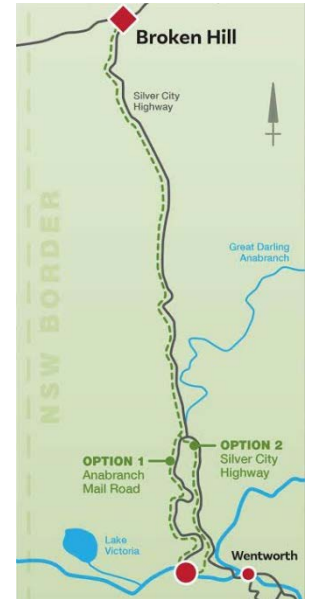 Broken Hill
Silver City
Highway
NSW BORDER
Great Darling
Anabranch
OPTION 1
Anabranch
Mail Road
OPTION 2
Silver City
Highway
Lake
Victoria
Wentworth